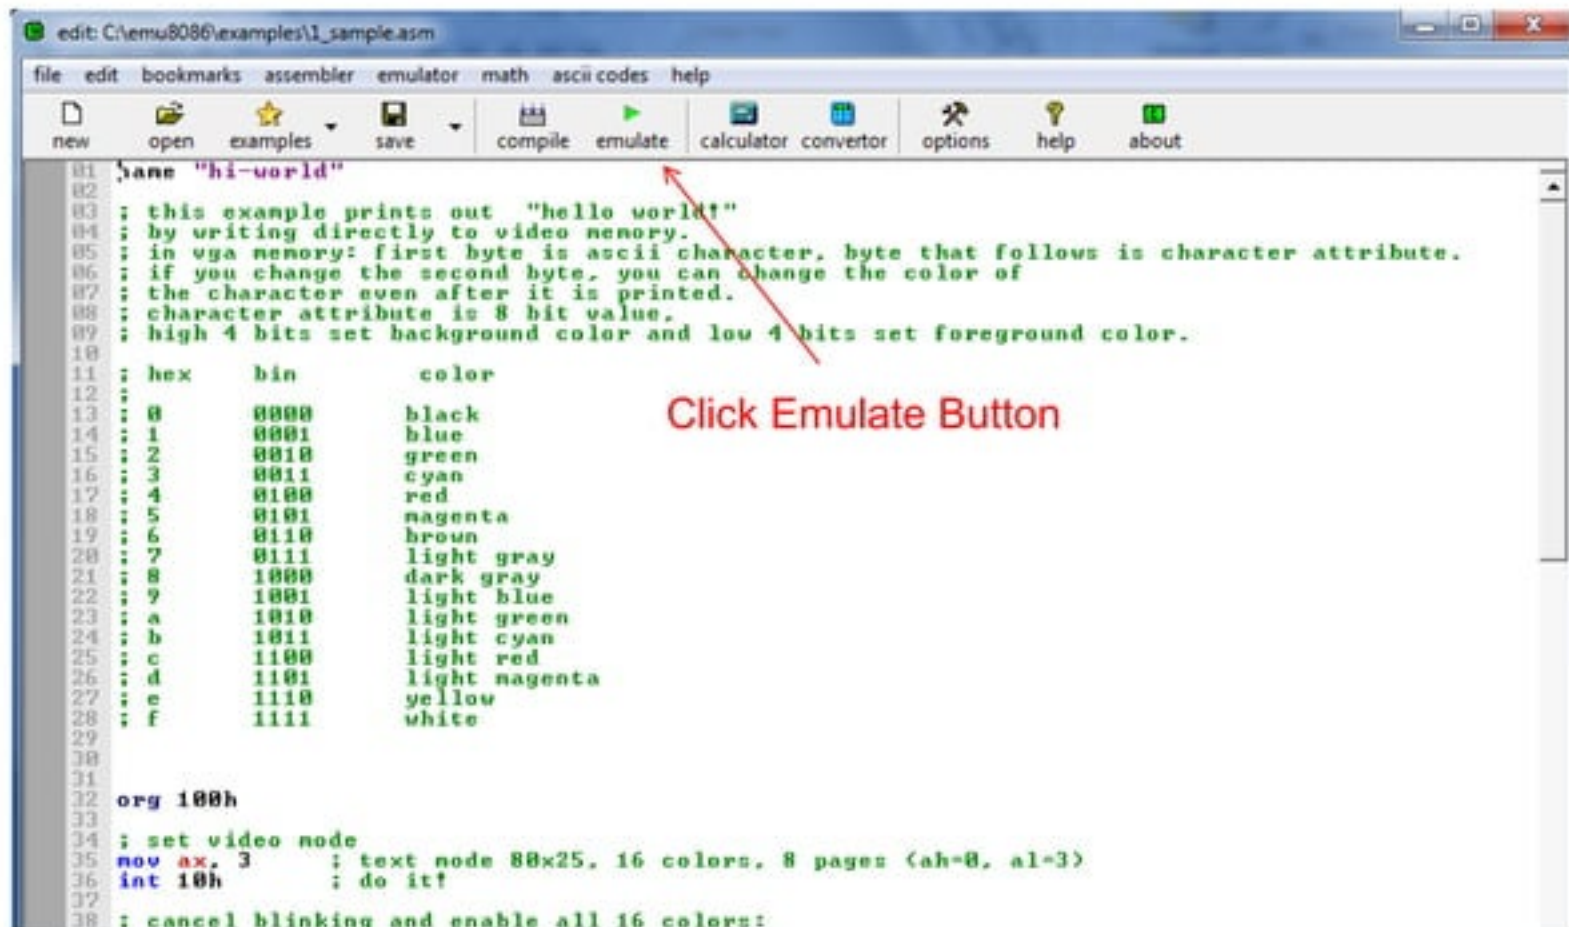 edit: C:\emu8086\examples\1_sample.asm
file edit bookmarks assembler emulator math ascii codes help
new open examples save compile emulate calculator convertor options help about
01 name "hi-world"
02
03 ; this example prints out "hello world!"
04 ; by writing directly to video memory.
05 ; in vga memory: first byte is ascii character, byte that follows is character attribute.
06 ; if you change the second byte, you can change the color of
07 ; the character even after it is printed.
08 ; character attribute is 8 bit value,
09 ; high 4 bits set background color and low 4 bits set foreground color.
10
11 ; hex bin color
12 ;
13 ; 0 0000 black
Click Emulate Button
14 ; 1 0001 blue
15 ; 2 0010 green
16 ; 3 0011 cyan
17 ; 4 0100 red
18 ; 5 0101 magenta
19 ; 6 0110 brown
20 ; 7 0111 light gray
21 ; 8 1000 dark gray
22 ; 9 1001 light blue
23 ; a 1010 light green
24 ; b 1011 light cyan
25 ; c 1100 light red
26 ; d 1101 light magenta
27 ; e 1110 yellow
28 ; f 1111 white
29
30
31
32 org 100h
33
34 ; set video mode
35 mov ax, 3 ; text mode 80x25, 16 colors, 8 pages (ah=0, al=3)
36 int 10h ; do it!
37
38 ; cancel blinking and enable all 16 colors: